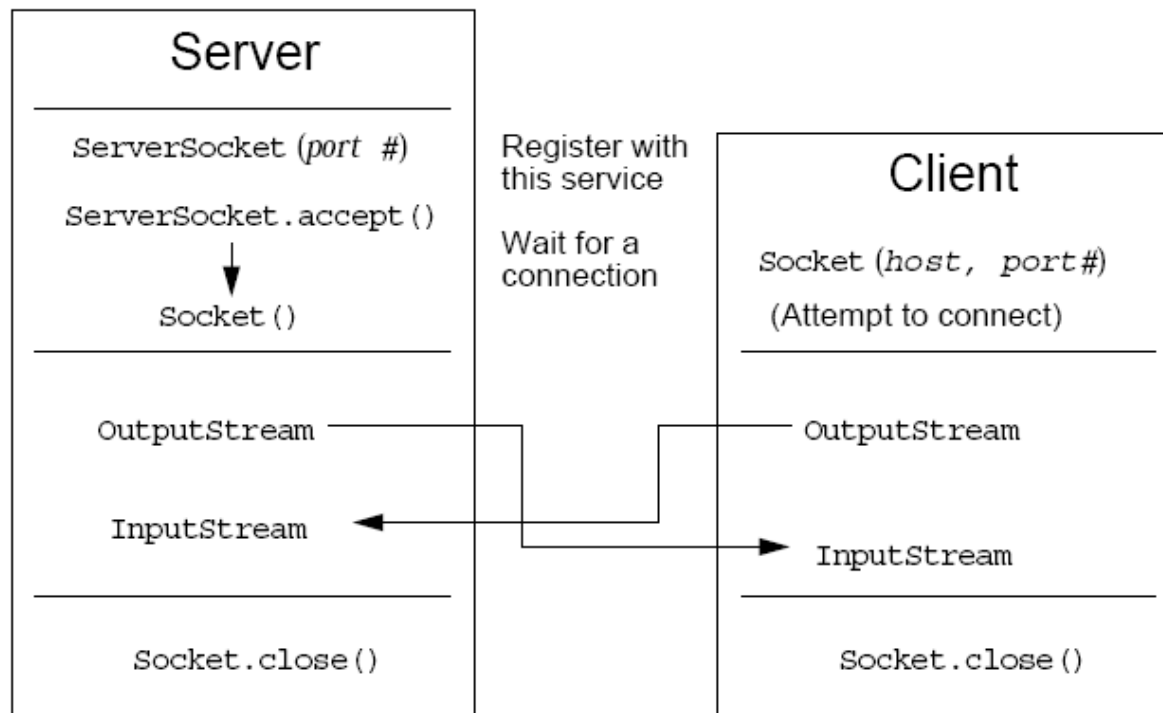 Server
ServerSocket (port #)
ServerSocket.accept()
Socket()
OutputStream
InputStream
Socket.close()
Register with
this service
Wait for a
connection
Client
Socket (host, port#)
(Attempt to connect)
OutputStream
InputStream
Socket.close()